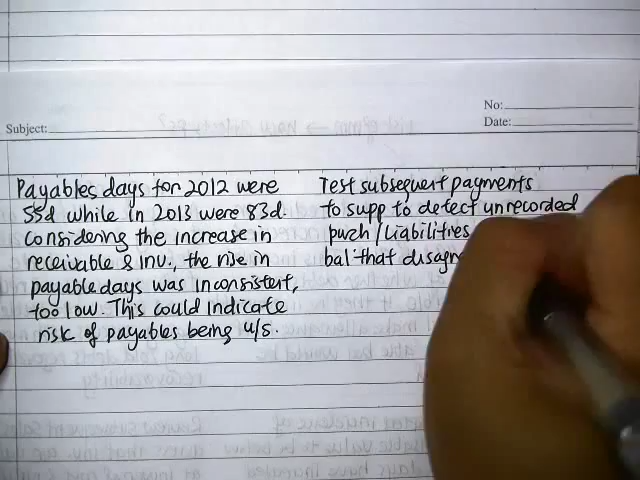 No:
Subject:
Date:
Payables days for 2012 were
55d while in 2013 were 83d.
considering the increase in
receivable & inv., the rise in
payable days was inconsistent,
too low. This could indicate
risk of payables being u/s.
Test subsequent payments
to supp to detect unrecorded
purch/liabilities
bal. that disagr